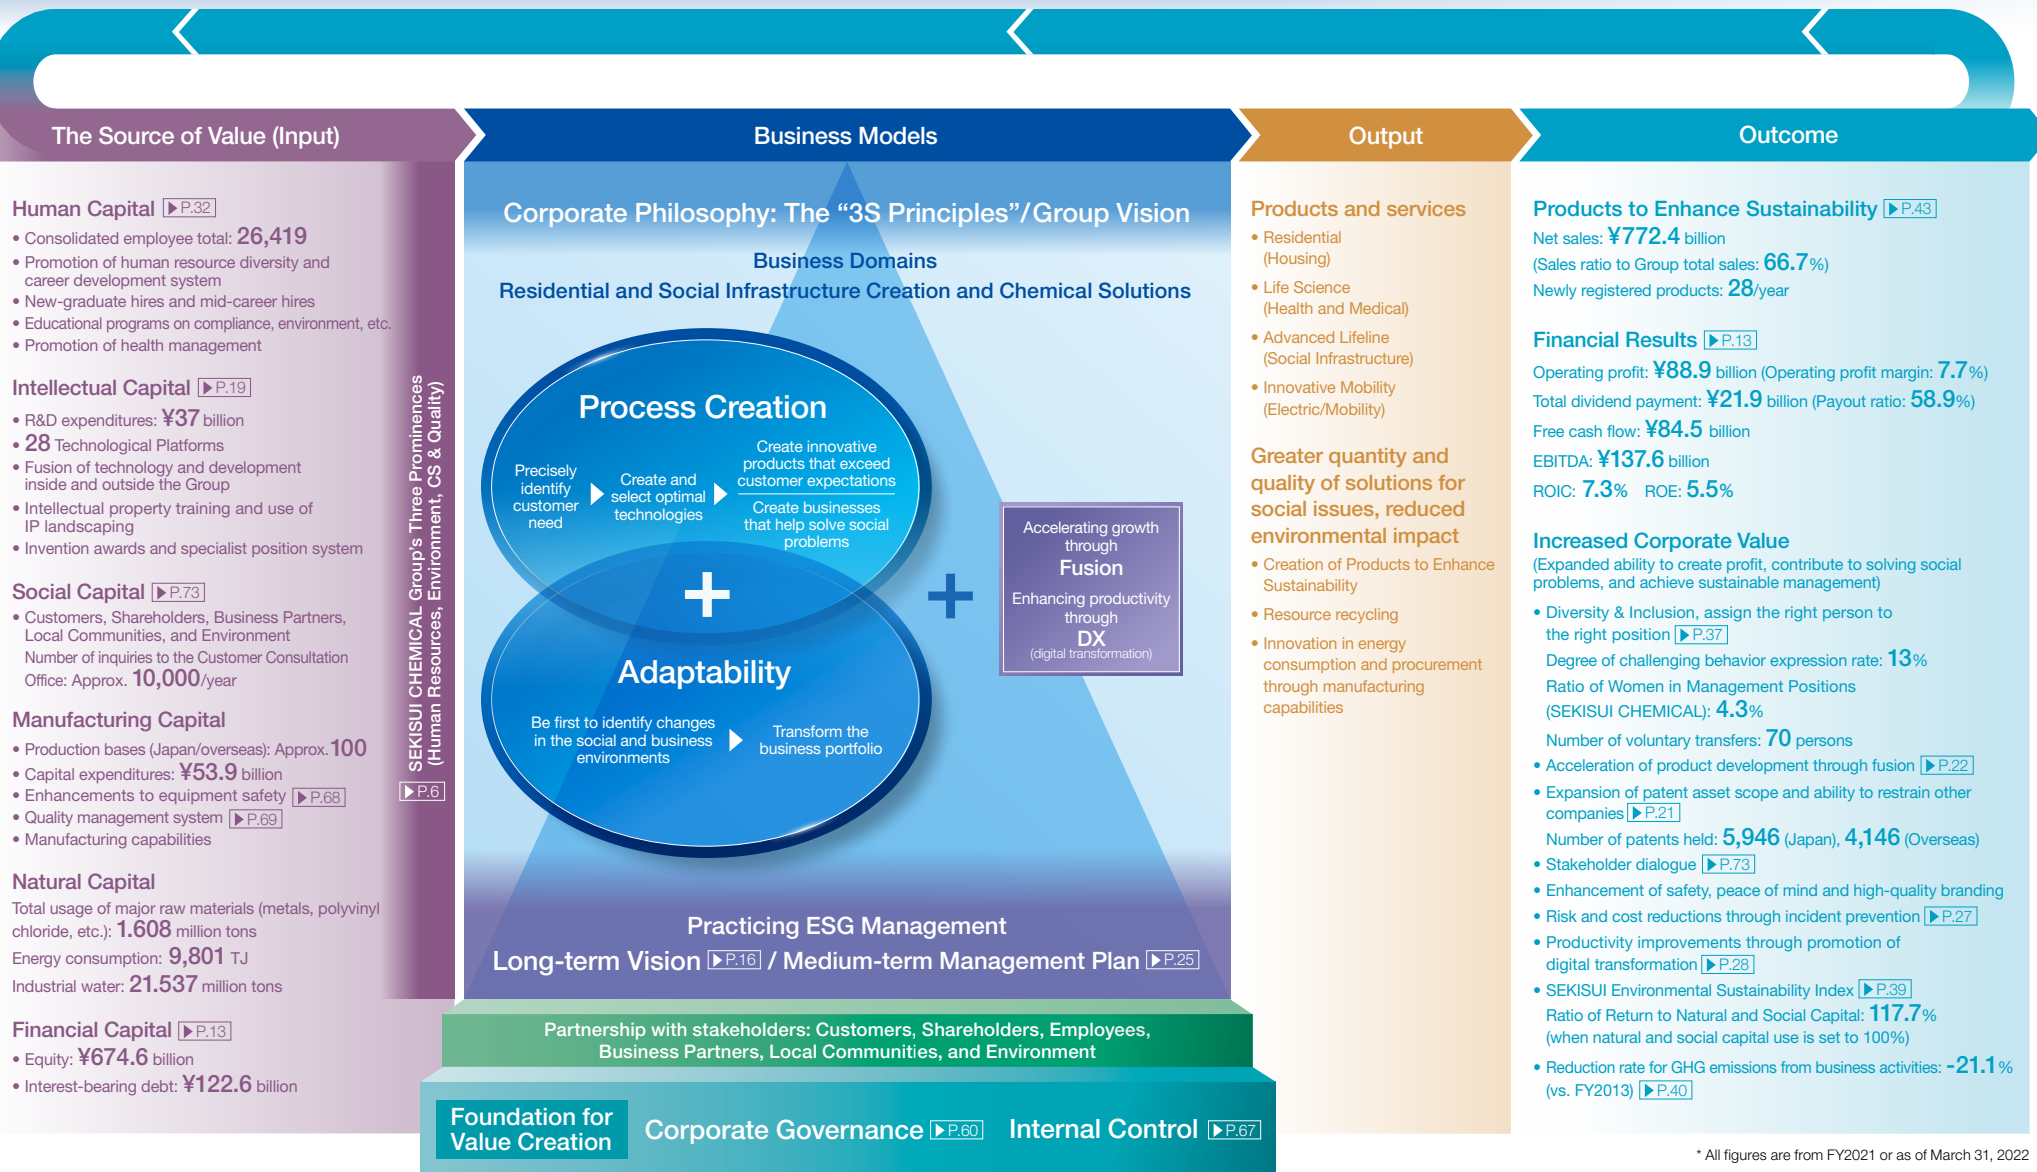 The Source of Value (Input)
Human Capital ▶P.32
• Consolidated employee total: 26,419
• Promotion of human resource diversity and
career development system
• New-graduate hires and mid-career hires
• Educational programs on compliance, environment, etc.
• Promotion of health management
Intellectual Capital ▶P.19
• R&D expenditures: ¥37 billion
• 28 Technological Platforms
• Fusion of technology and development
inside and outside the Group
• Intellectual property training and use of
IP landscaping
• Invention awards and specialist position system
Social Capital ▶P.73
• Customers, Shareholders, Business Partners,
Local Communities, and Environment
Number of inquiries to the Customer Consultation
Office: Approx. 10,000/year
Manufacturing Capital
• Production bases (Japan/overseas): Approx. 100
• Capital expenditures: ¥53.9 billion
• Enhancements to equipment safety ▶P.68
• Quality management system ▶P.69
• Manufacturing capabilities
Natural Capital
Total usage of major raw materials (metals, polyvinyl
chloride, etc.): 1.608 million tons
Energy consumption: 9,801 TJ
Industrial water: 21.537 million tons
Financial Capital ▶P.13
• Equity: ¥674.6 billion
• Interest-bearing debt: ¥122.6 billion
SEKISUI CHEMICAL Group's Three Prominences
(Human Resources, Environment, CS & Quality)
▶P.6
Business Models
Corporate Philosophy: The “3S Principles”/Group Vision
Business Domains
Residential and Social Infrastructure Creation and Chemical Solutions
Process Creation
Precisely
identify
customer
need
Create and
select optimal
technologies
Create innovative
products that exceed
customer expectations
Create businesses
that help solve social
problems
+
Adaptability
Be first to identify changes
in the social and business
environments
Transform the
business portfolio
+
Accelerating growth
through
Fusion
Enhancing productivity
through
DX
(digital transformation)
Practicing ESG Management
Long-term Vision ▶P.16 / Medium-term Management Plan ▶P.25
Partnership with stakeholders: Customers, Shareholders, Employees,
Business Partners, Local Communities, and Environment
Foundation for
Value Creation
Corporate Governance ▶P.60 Internal Control ▶P.67
Output
Products and services
• Residential
(Housing)
• Life Science
(Health and Medical)
• Advanced Lifeline
(Social Infrastructure)
• Innovative Mobility
(Electric/Mobility)
Greater quantity and
quality of solutions for
social issues, reduced
environmental impact
• Creation of Products to Enhance
Sustainability
• Resource recycling
• Innovation in energy
consumption and procurement
through manufacturing
capabilities
Outcome
Products to Enhance Sustainability ▶P.43
Net sales: ¥772.4 billion
(Sales ratio to Group total sales: 66.7%)
Newly registered products: 28/year
Financial Results ▶P.13
Operating profit: ¥88.9 billion (Operating profit margin: 7.7%)
Total dividend payment: ¥21.9 billion (Payout ratio: 58.9%)
Free cash flow: ¥84.5 billion
EBITDA: ¥137.6 billion
ROIC: 7.3% ROE: 5.5%
Increased Corporate Value
(Expanded ability to create profit, contribute to solving social
problems, and achieve sustainable management)
• Diversity & Inclusion, assign the right person to
the right position ▶P.37
Degree of challenging behavior expression rate: 13%
Ratio of Women in Management Positions
(SEKISUI CHEMICAL): 4.3%
Number of voluntary transfers: 70 persons
• Acceleration of product development through fusion ▶P.22
• Expansion of patent asset scope and ability to restrain other
companies ▶P.21
Number of patents held: 5,946 (Japan), 4,146 (Overseas)
• Stakeholder dialogue ▶P.73
• Enhancement of safety, peace of mind and high-quality branding
• Risk and cost reductions through incident prevention ▶P.27
• Productivity improvements through promotion of
digital transformation ▶P.28
• SEKISUI Environmental Sustainability Index ▶P.39
Ratio of Return to Natural and Social Capital: 117.7%
(when natural and social capital use is set to 100%)
• Reduction rate for GHG emissions from business activities: -21.1%
(vs. FY2013) ▶P.40
* All figures are from FY2021 or as of March 31, 2022